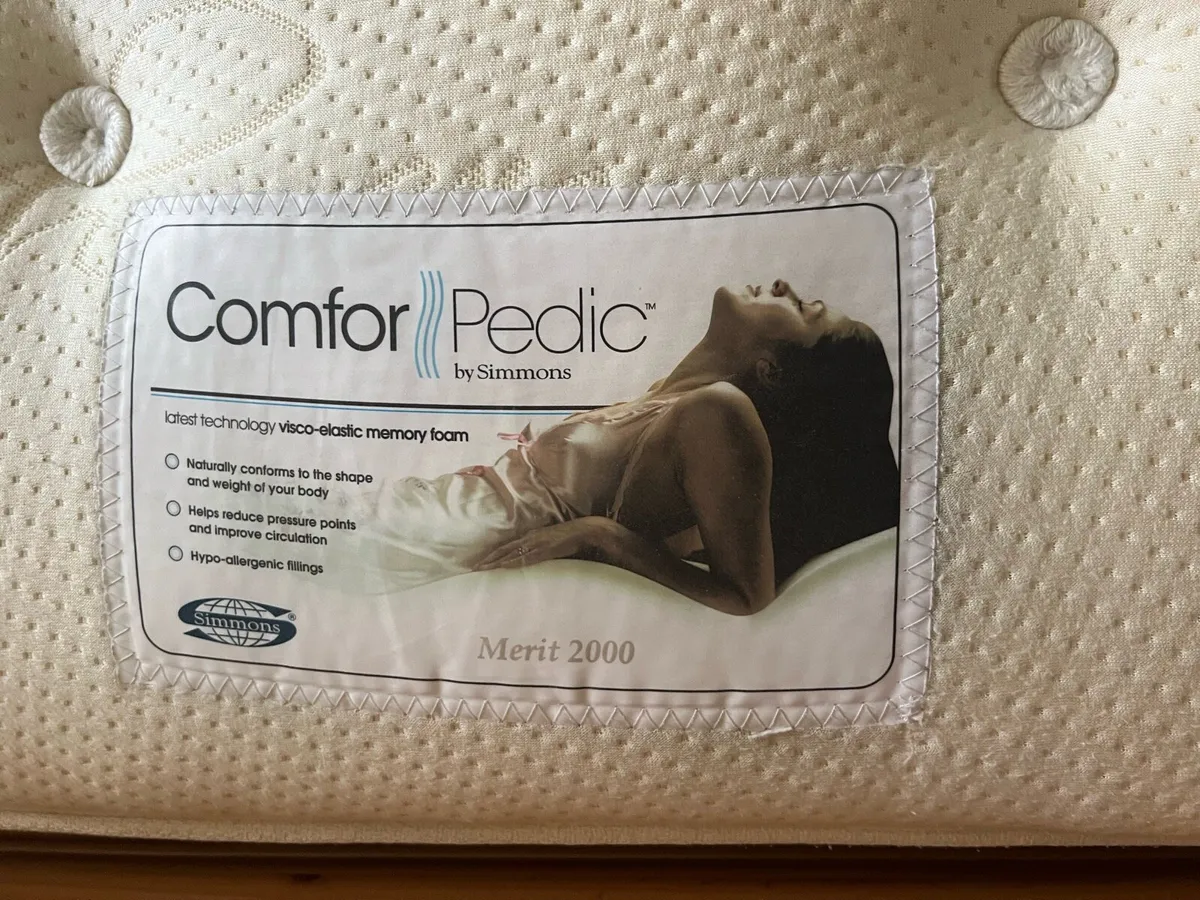 Comfor Pedic™
by Simmons
latest technology visco-elastic memory foam
Naturally conforms to the shape
and weight of your body
Helps reduce pressure points
and improve circulation
Hypo-allergenic fillings
Simmons®
Merit 2000